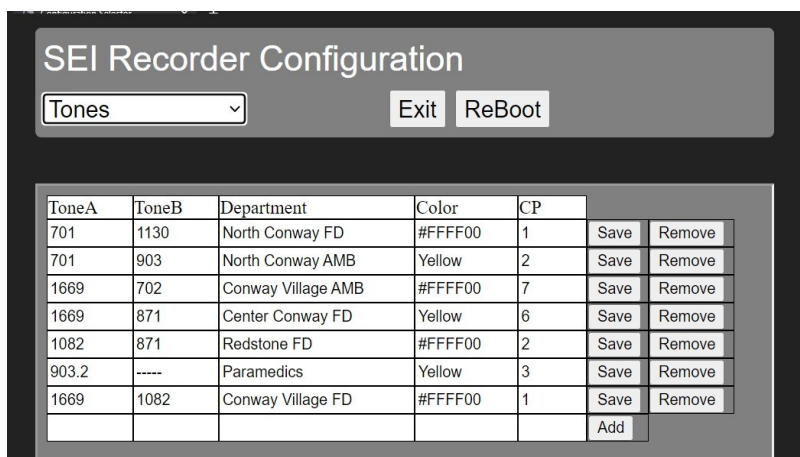 Configuration Selector
SEI Recorder Configuration
Tones
Exit ReBoot
ToneA ToneB Department Color CP
701 1130 North Conway FD #FFFF00 1 Save Remove
701 903 North Conway AMB Yellow 2 Save Remove
1669 702 Conway Village AMB #FFFF00 7 Save Remove
1669 871 Center Conway FD Yellow 6 Save Remove
1082 871 Redstone FD #FFFF00 2 Save Remove
903.2 ----- Paramedics Yellow 3 Save Remove
1669 1082 Conway Village FD #FFFF00 1 Save Remove
Add